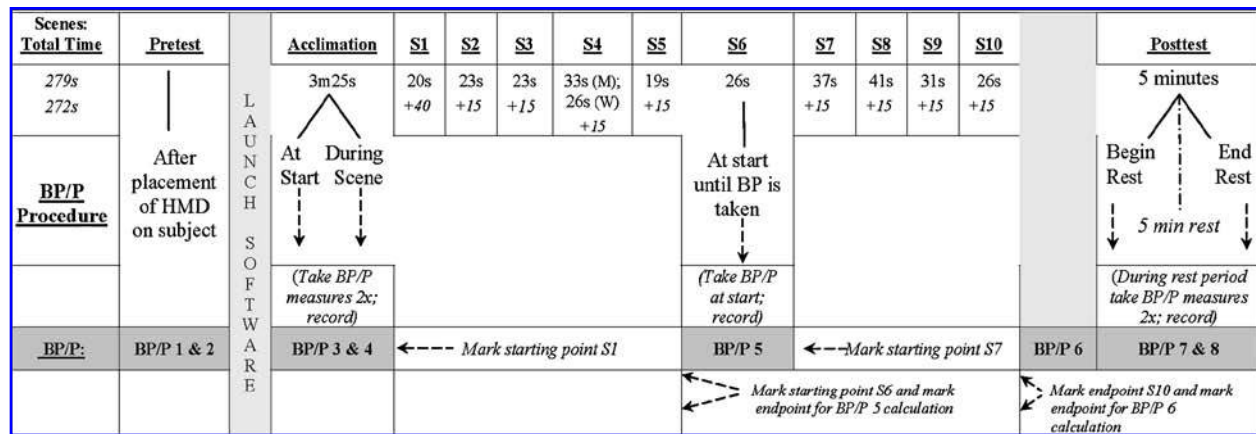 Scenes:
Total Time
Pretest
Acclimation
S1
S2
S3
S4
S5
S6
S7
S8
S9
S10
Posttest
279s
272s
3m25s
20s
+40
23s
+15
23s
+15
33s (M);
26s (W)
+15
19s
+15
26s
37s
+15
41s
+15
31s
+15
26s
+15
5 minutes
LAUNCH SOFTWARE
BP/P
Procedure
After
placement
of HMD
on subject
At
Start
During
Scene
At start
until BP is
taken
Begin
Rest
End
Rest
5 min rest
(Take BP/P
measures 2x;
record)
(Take BP/P
at start;
record)
(During rest period
take BP/P measures
2x; record)
BP/P:
BP/P 1 & 2
BP/P 3 & 4
Mark starting point S1
BP/P 5
Mark starting point S7
BP/P 6
BP/P 7 & 8
Mark starting point S6 and mark
endpoint for BP/P 5 calculation
Mark endpoint S10 and mark
endpoint for BP/P 6
calculation